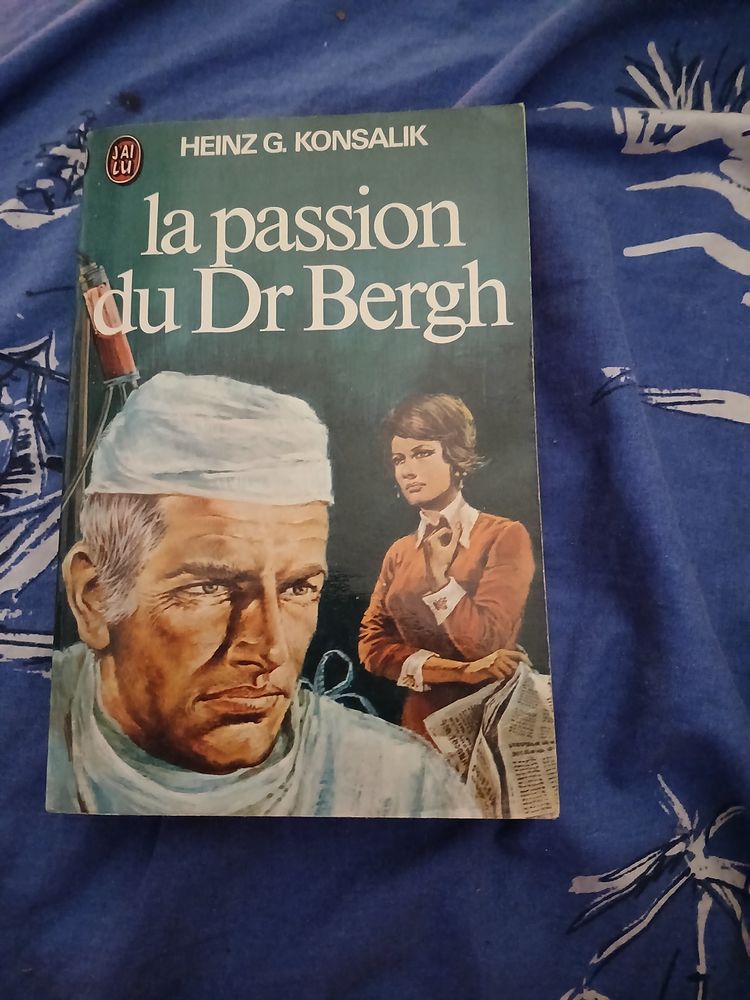 J'AI
LU
HEINZ G. KONSALIK
la passion
du Dr Bergh